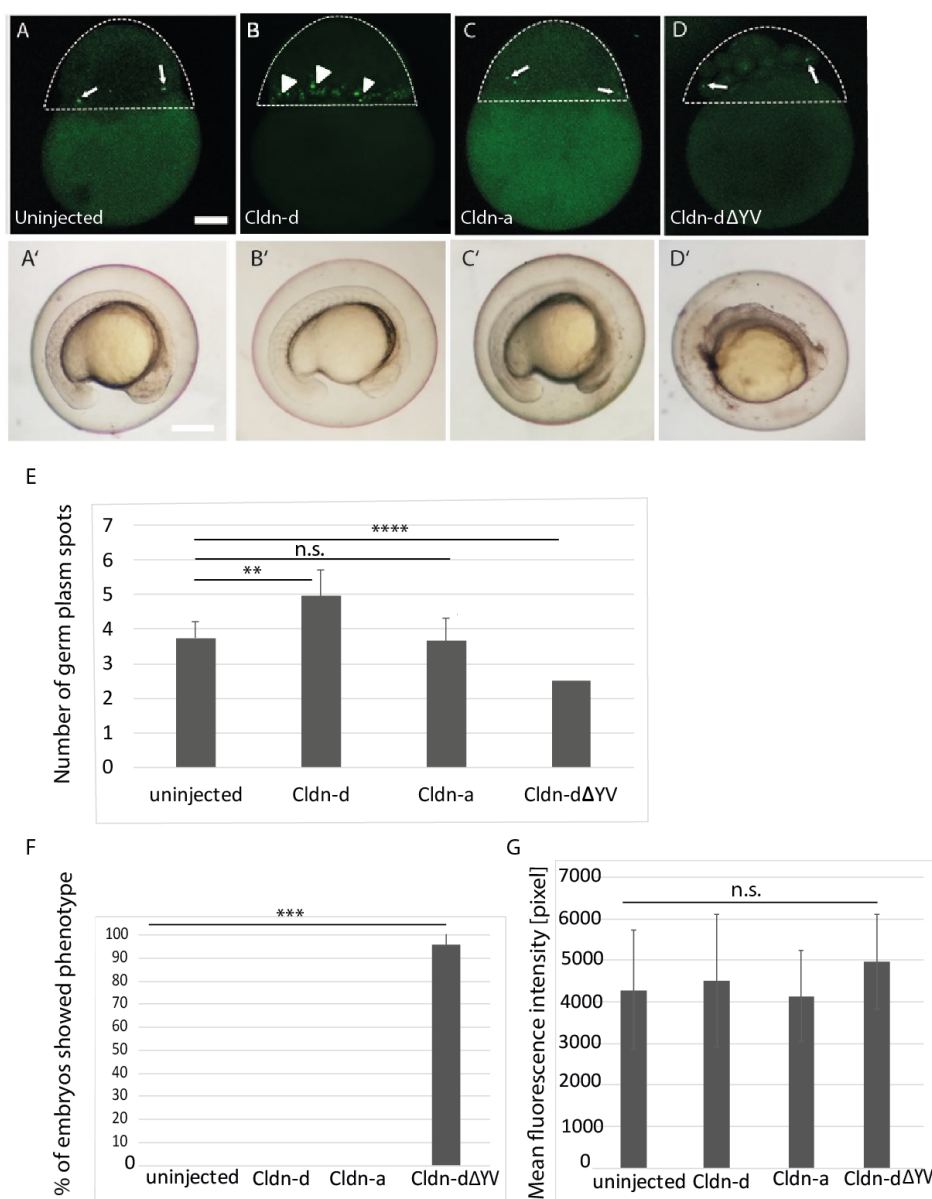 A
B
C
D
Uninjected
Cldn-d
Cldn-a
Cldn-dΔYV
A'
B'
C'
D'
E
Number of germ plasm spots
7
6
5
4
3
2
1
0
****
n.s.
**
uninjected Cldn-d Cldn-a Cldn-dΔYV
F
% of embryos showed phenotype
100
90
80
70
60
50
40
30
20
10
0
***
uninjected Cldn-d Cldn-a Cldn-dΔYV
G
Mean fluorescence intensity [pixel]
7000
6000
5000
4000
3000
2000
1000
0
n.s.
uninjected Cldn-d Cldn-a Cldn-dΔYV